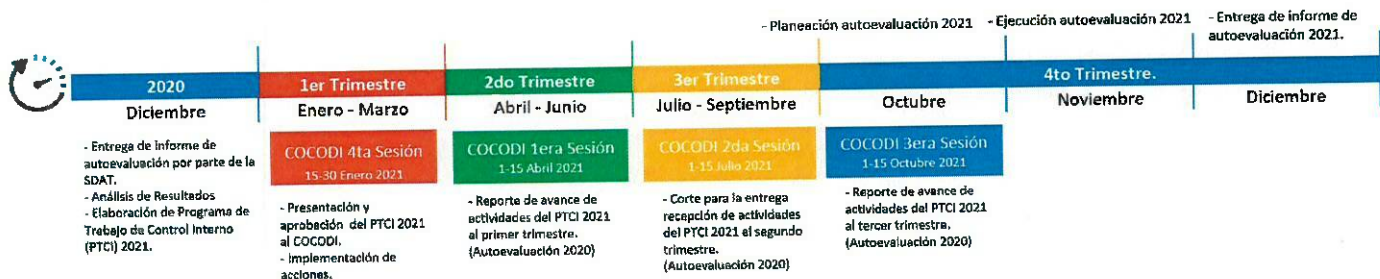 - Planeación autoevaluación 2021
- Ejecución autoevaluación 2021
- Entrega de informe de
autoevaluación 2021.
2020
1er Trimestre
2do Trimestre
3er Trimestre
4to Trimestre.
Diciembre
Enero - Marzo
Abril - Junio
Julio - Septiembre
Octubre
Noviembre
Diciembre
- Entrega de informe de
autoevaluación por parte de la
SDAT.
- Análisis de Resultados
- Elaboración de Programa de
Trabajo de Control Interno
(PTCI) 2021.
COCODI 4ta Sesión
15-30 Enero 2021
- Presentación y
aprobación del PTCI 2021
al COCODI.
- Implementación de
acciones.
COCODI 1era Sesión
1-15 Abril 2021
- Reporte de avance de
actividades del PTCI 2021
al primer trimestre.
(Autoevaluación 2020)
COCODI 2da Sesión
1-15 Julio 2021
- Corte para la entrega
recepción de actividades
del PTCI 2021 el segundo
trimestre.
(Autoevaluación 2020)
COCODI 3era Sesión
1-15 Octubre 2021
- Reporte de avance de
actividades del PTCI 2021
al tercer trimestre.
(Autoevaluación 2020)